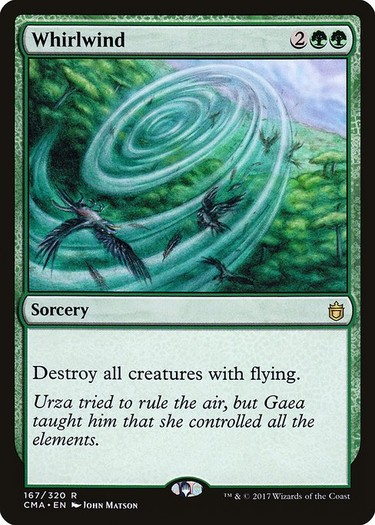 Whirlwind 2
Sorcery
Destroy all creatures with flying.
Urza tried to rule the air, but Gaea
taught him that she controlled all the
elements.
167/320 R
CMA • EN John Matson
™ & © 2017 Wizards of the Coast